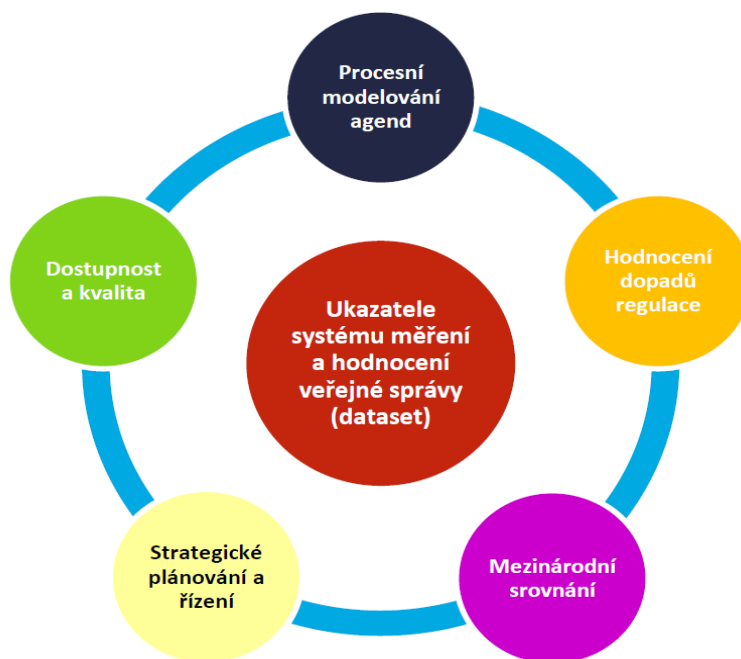 Procesní
modelování
agend
Hodnocení
dopadů
regulace
Dostupnost
a kvalita
Ukazatele
systému měření
a hodnocení
veřejné správy
(dataset)
Strategické
plánování a
řízení
Mezinárodní
srovnání